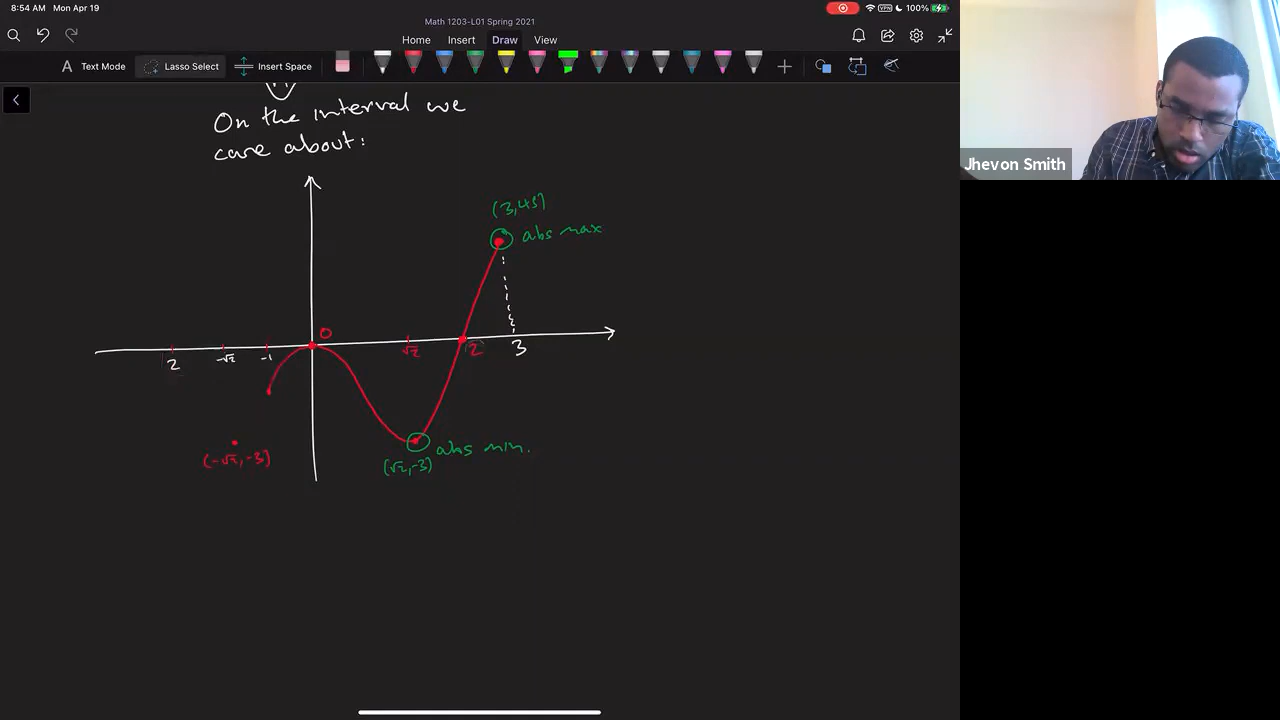 8:54 AM Mon Apr 19
100%
VPN
Math 1203-L01 Spring 2021
Home Insert Draw View
Text Mode Lasso Select Insert Space
On the interval we
care about:
(3,45)
abs max
0
2 -√2 -1 √2 2 3
abs min.
(-√2,-3)
(√2,-3)
Jhevon Smith